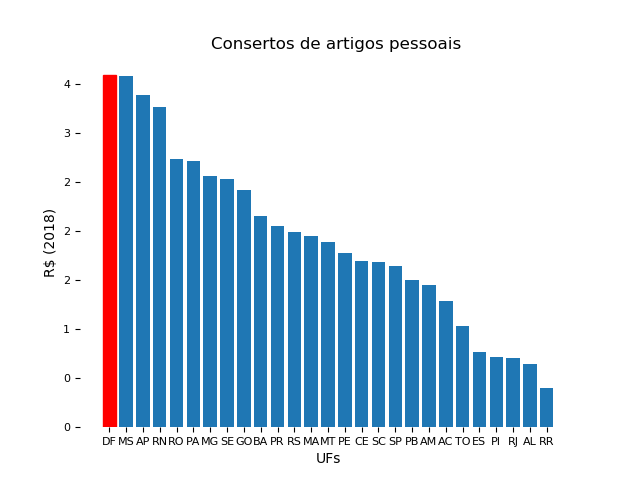 Consertos de artigos pessoais
4
3
2
2
2
1
0
0
R$ (2018)
DF MS AP RN RO PA MG SE GO BA PR RS MA MT PE CE SC SP PB AM AC TO ES PI RJ AL RR
UFs